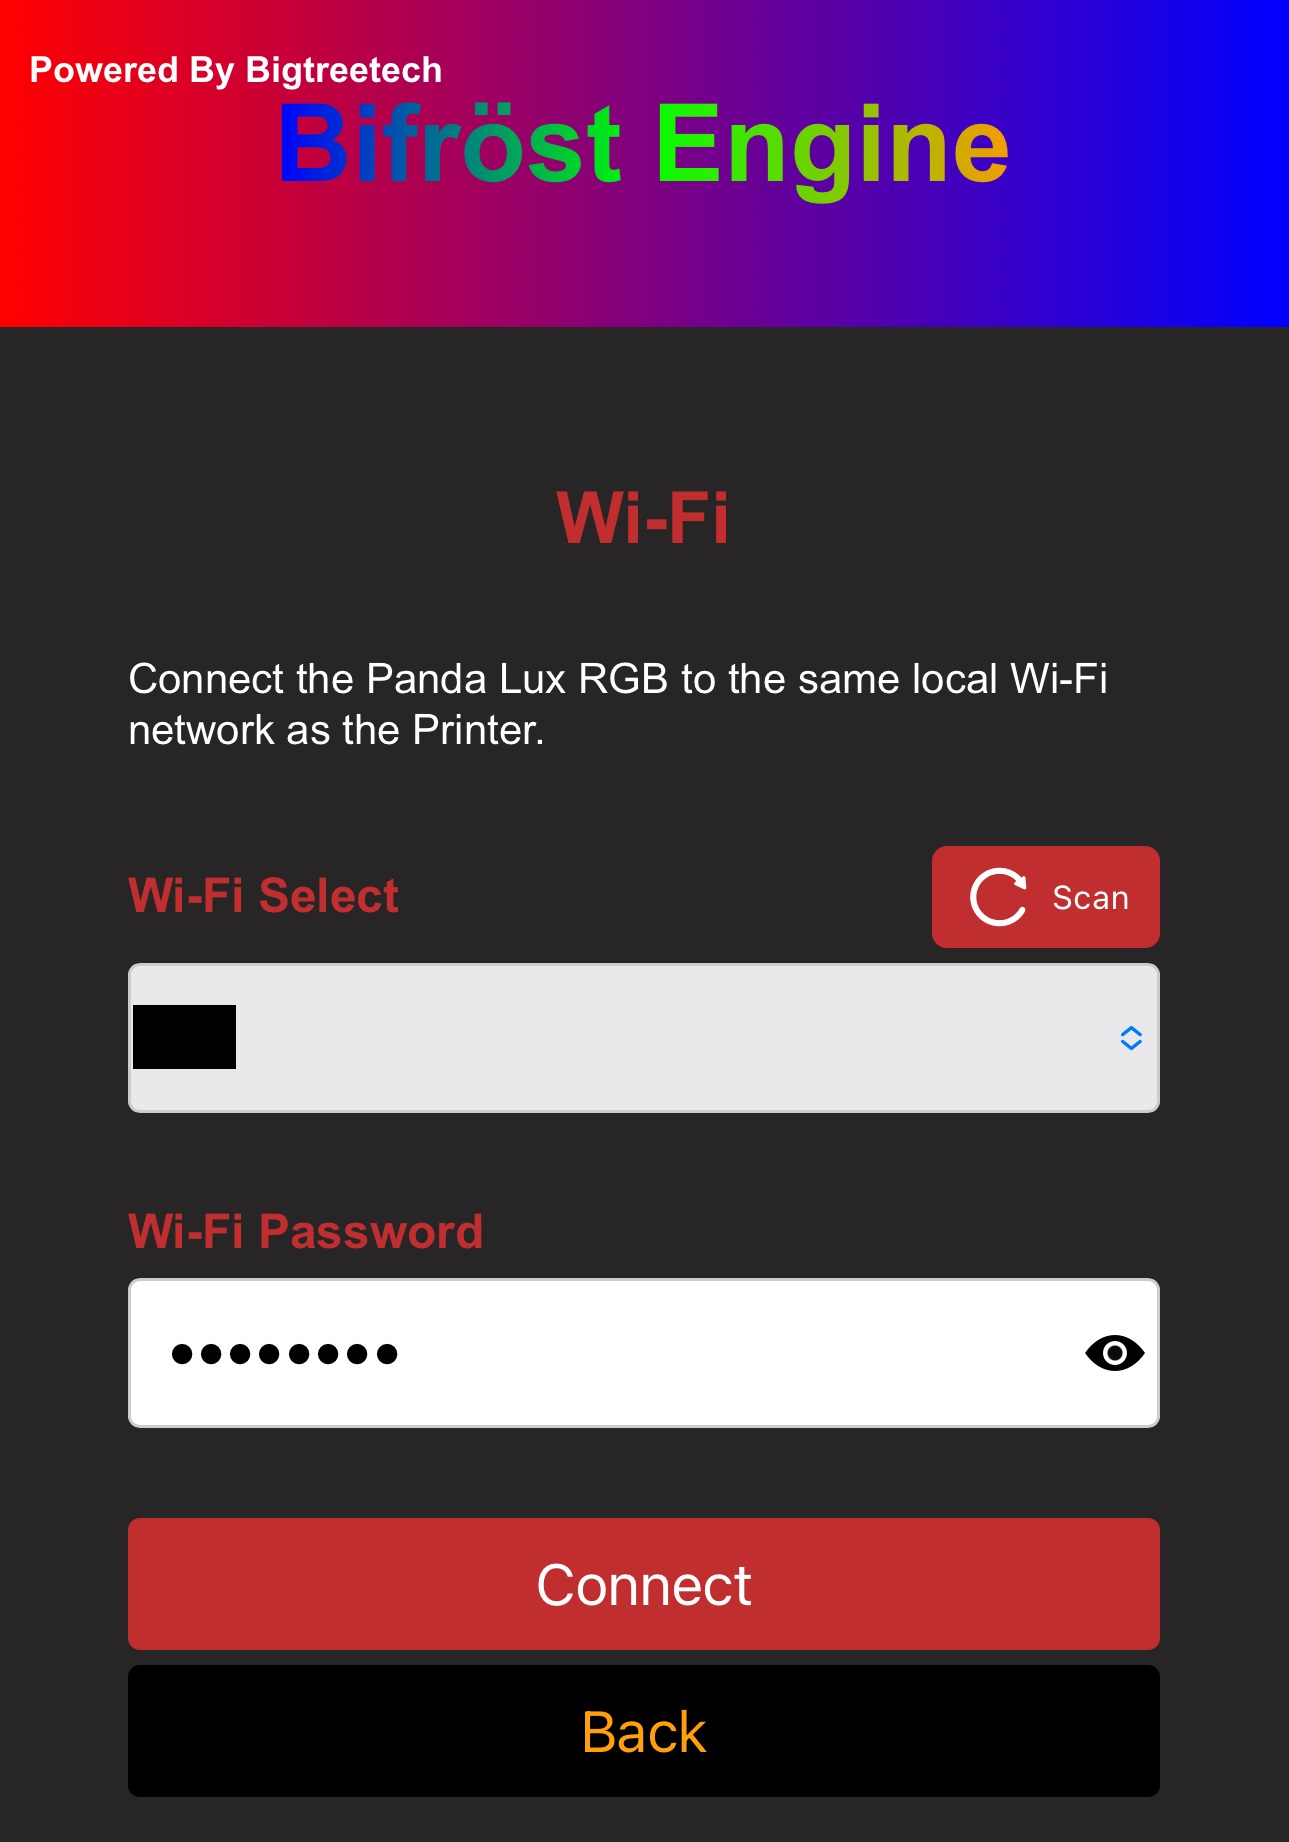 Powered By Bigtreetech
Bifröst Engine
Wi-Fi
Connect the Panda Lux RGB to the same local Wi-Fi
network as the Printer.
Wi-Fi Select
Scan
Wi-Fi Password
••••••••
Connect
Back